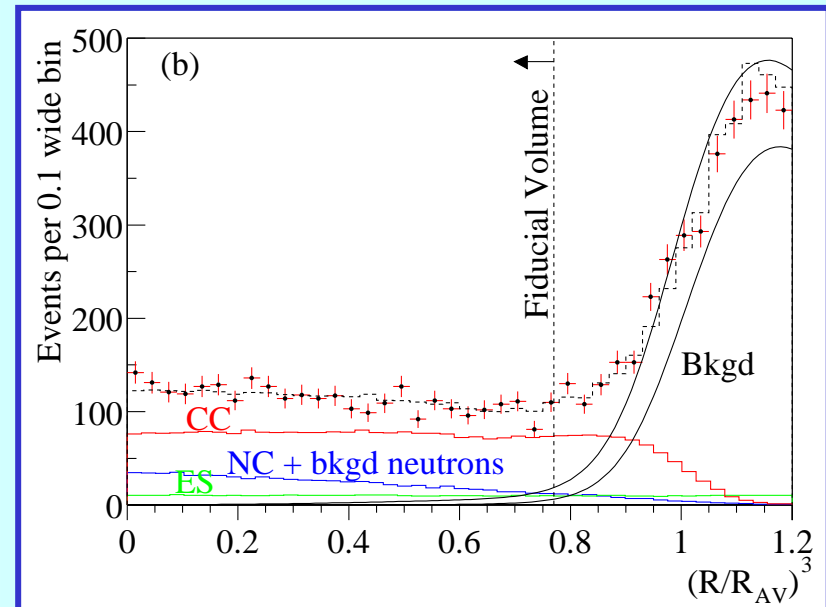 (b)
Events per 0.1 wide bin
500
400
300
200
100
0
Fiducial Volume
Bkgd
CC
NC + bkgd neutrons
ES
0 0.2 0.4 0.6 0.8 1 1.2
(R/R_AV)^3